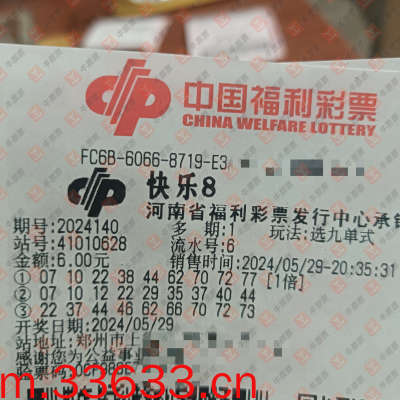 中国福利彩票
CHINA WELFARE LOTTERY
FC6B-6066-8719-E3
快乐8
河南省福利彩票发行中心承销
期号:2024140 多期:1 玩法:选九单式
站号:41010628 流水号:6
金额:6.00元 销售时间:2024/05/29-20:35:31
① 07 10 22 38 44 62 70 72 77 [1倍]
② 07 10 12 22 29 35 37 40 44
③ 22 37 44 46 62 66 70 72 73
开奖日期:2024/05/29
站地址:郑州市上
感谢您为公益事业
验票码:
m.33633.cn